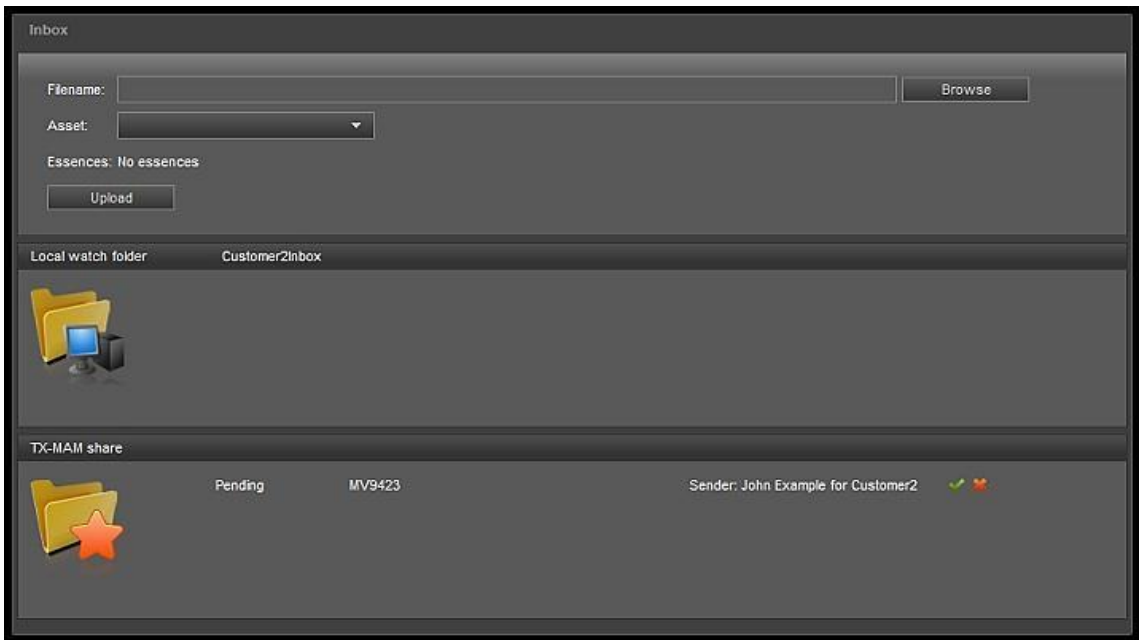 Inbox
Filename: Browse
Asset:
Essences: No essences
Upload
Local watch folder Customer2Inbox
TX-MAM share
Pending MV9423 Sender: John Example for Customer2